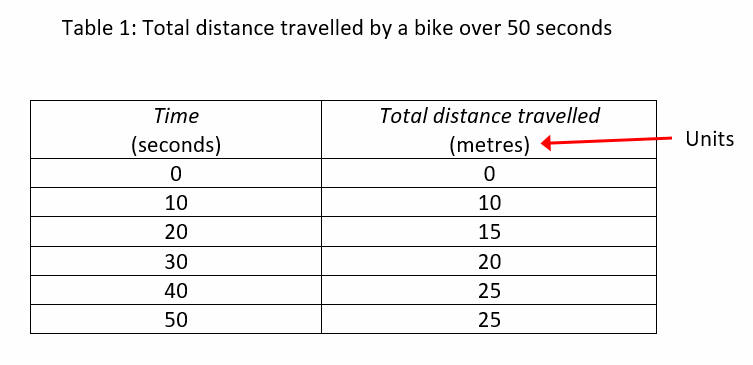 Table 1: Total distance travelled by a bike over 50 seconds
Time Total distance travelled
(seconds) (metres) Units
0 0
10 10
20 15
30 20
40 25
50 25